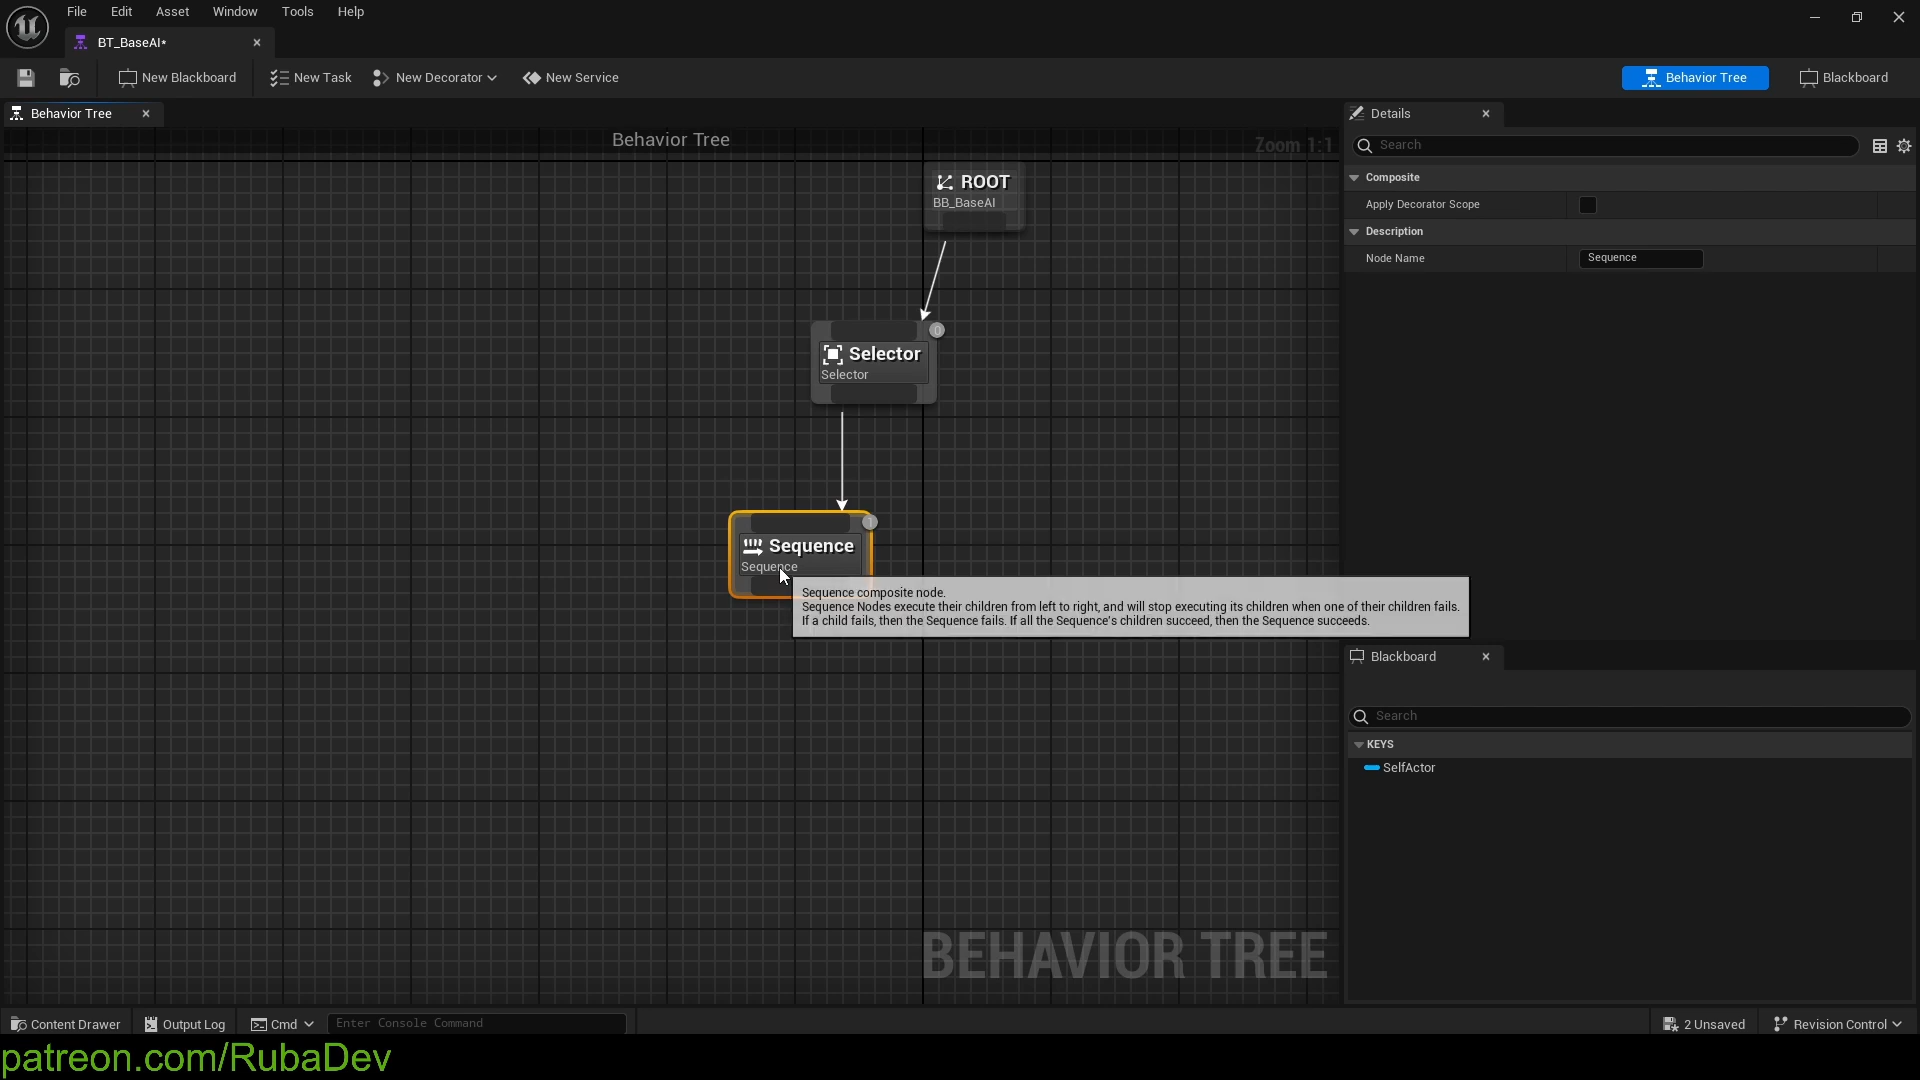 File Edit Asset Window Tools Help
BT_BaseAI*
New Blackboard New Task New Decorator New Service Behavior Tree Blackboard
Behavior Tree
Details
Behavior Tree
Zoom 1:1
Search
ROOT
BB_BaseAI
Composite
Apply Decorator Scope
Description
Node Name Sequence
0
Selector
Selector
1
Sequence
Sequence
Sequence composite node.
Sequence Nodes execute their children from left to right, and will stop executing its children when one of their children fails.
If a child fails, then the Sequence fails. If all the Sequence's children succeed, then the Sequence succeeds.
Blackboard
Search
KEYS
SelfActor
BEHAVIOR TREE
Content Drawer Output Log Cmd Enter Console Command 2 Unsaved Revision Control
patreon.com/RubaDev